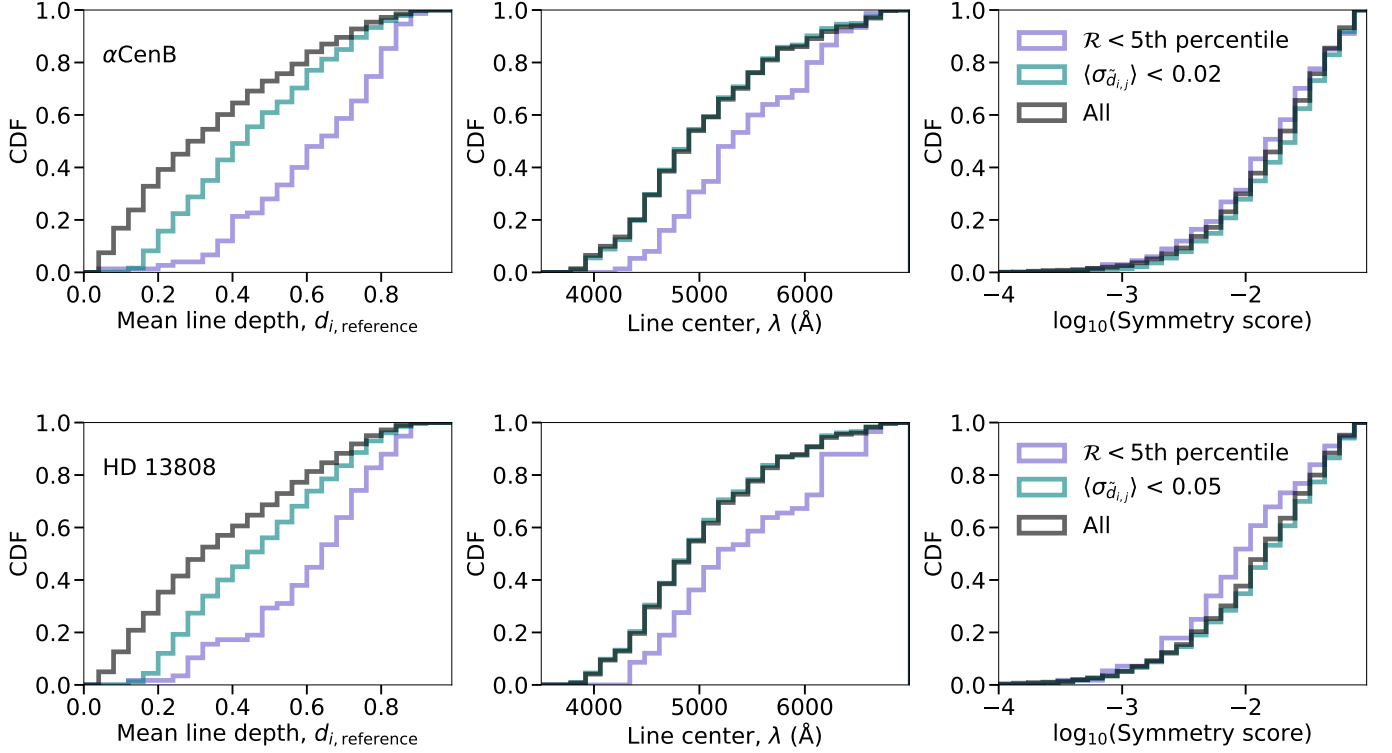 αCenB
CDF
1.0
0.8
0.6
0.4
0.2
0.0
0.0 0.2 0.4 0.6 0.8
Mean line depth, d_{i, reference}
CDF
1.0
0.8
0.6
0.4
0.2
0.0
4000 5000 6000
Line center, λ (Å)
CDF
1.0
0.8
0.6
0.4
0.2
0.0
ℛ < 5th percentile
⟨σ_{d̃_{i,j}}⟩ < 0.02
All
−4 −3 −2
log₁₀(Symmetry score)
HD 13808
CDF
1.0
0.8
0.6
0.4
0.2
0.0
0.0 0.2 0.4 0.6 0.8
Mean line depth, d_{i, reference}
CDF
1.0
0.8
0.6
0.4
0.2
0.0
4000 5000 6000
Line center, λ (Å)
CDF
1.0
0.8
0.6
0.4
0.2
0.0
ℛ < 5th percentile
⟨σ_{d̃_{i,j}}⟩ < 0.05
All
−4 −3 −2
log₁₀(Symmetry score)